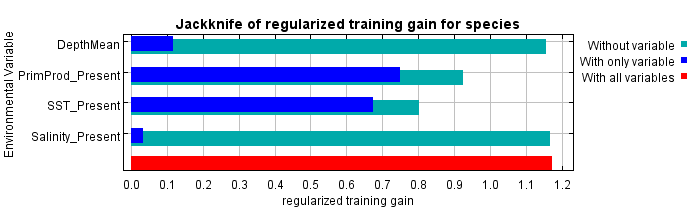 Jackknife of regularized training gain for species
Environmental Variable
DepthMean
PrimProd_Present
SST_Present
Salinity_Present
Without variable
With only variable
With all variables
0.0 0.1 0.2 0.3 0.4 0.5 0.6 0.7 0.8 0.9 1.0 1.1 1.2
regularized training gain